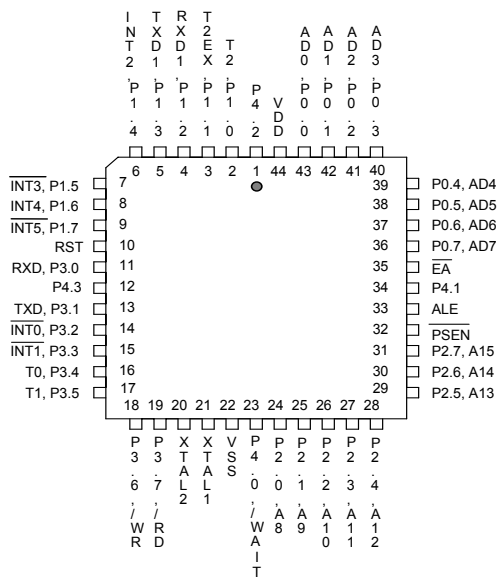 INT2,P1.4
TXD1,P1.3
RXD1,P1.2
T2EX,P1.1
T2,P1.0
P4.2
VDD
AD0,P0.0
AD1,P0.1
AD2,P0.2
AD3,P0.3
6 5 4 3 2 1 44 43 42 41 40
INT3, P1.5 7 39 P0.4, AD4
INT4, P1.6 8 38 P0.5, AD5
INT5, P1.7 9 37 P0.6, AD6
RST 10 36 P0.7, AD7
RXD, P3.0 11 35 EA
P4.3 12 34 P4.1
TXD, P3.1 13 33 ALE
INT0, P3.2 14 32 PSEN
INT1, P3.3 15 31 P2.7, A15
T0, P3.4 16 30 P2.6, A14
T1, P3.5 17 29 P2.5, A13
18 19 20 21 22 23 24 25 26 27 28
P3.6,/WR
P3.7,/RD
XTAL2
XTAL1
VSS
P4.0,/WAIT
P2.0,A8
P2.1,A9
P2.2,A10
P2.3,A11
P2.4,A12